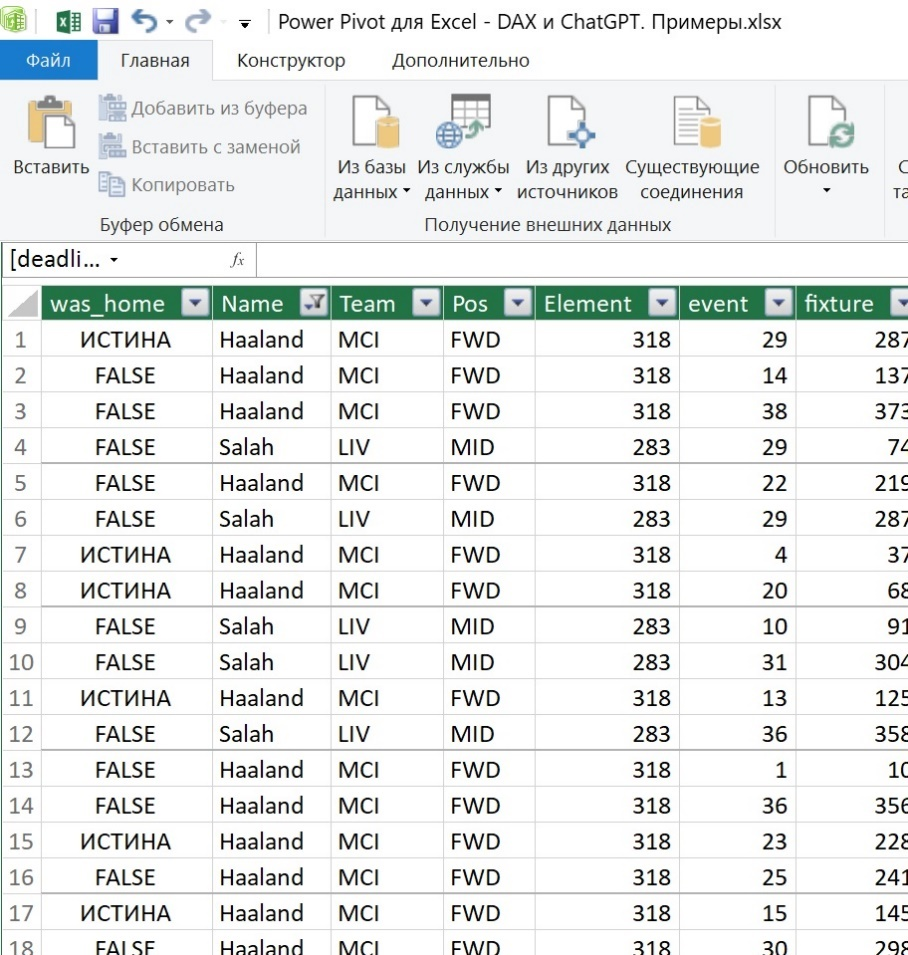 Power Pivot для Excel - DAX и ChatGPT. Примеры.xlsx
Файл Главная Конструктор Дополнительно
Вставить
Добавить из буфера
Вставить с заменой
Копировать
Буфер обмена
Из базы данных
Из службы данных
Из других источников
Существующие соединения
Получение внешних данных
Обновить
[deadli... fx
was_home Name Team Pos Element event fixture
1 ИСТИНА Haaland MCI FWD 318 29 287
2 FALSE Haaland MCI FWD 318 14 137
3 FALSE Haaland MCI FWD 318 38 373
4 FALSE Salah LIV MID 283 29 74
5 FALSE Haaland MCI FWD 318 22 219
6 FALSE Salah LIV MID 283 29 287
7 ИСТИНА Haaland MCI FWD 318 4 37
8 ИСТИНА Haaland MCI FWD 318 20 68
9 FALSE Salah LIV MID 283 10 91
10 FALSE Salah LIV MID 283 31 304
11 ИСТИНА Haaland MCI FWD 318 13 125
12 FALSE Salah LIV MID 283 36 358
13 FALSE Haaland MCI FWD 318 1 10
14 FALSE Haaland MCI FWD 318 36 356
15 ИСТИНА Haaland MCI FWD 318 23 228
16 FALSE Haaland MCI FWD 318 25 241
17 ИСТИНА Haaland MCI FWD 318 15 145
18 FALSE Haaland MCI FWD 318 30 298